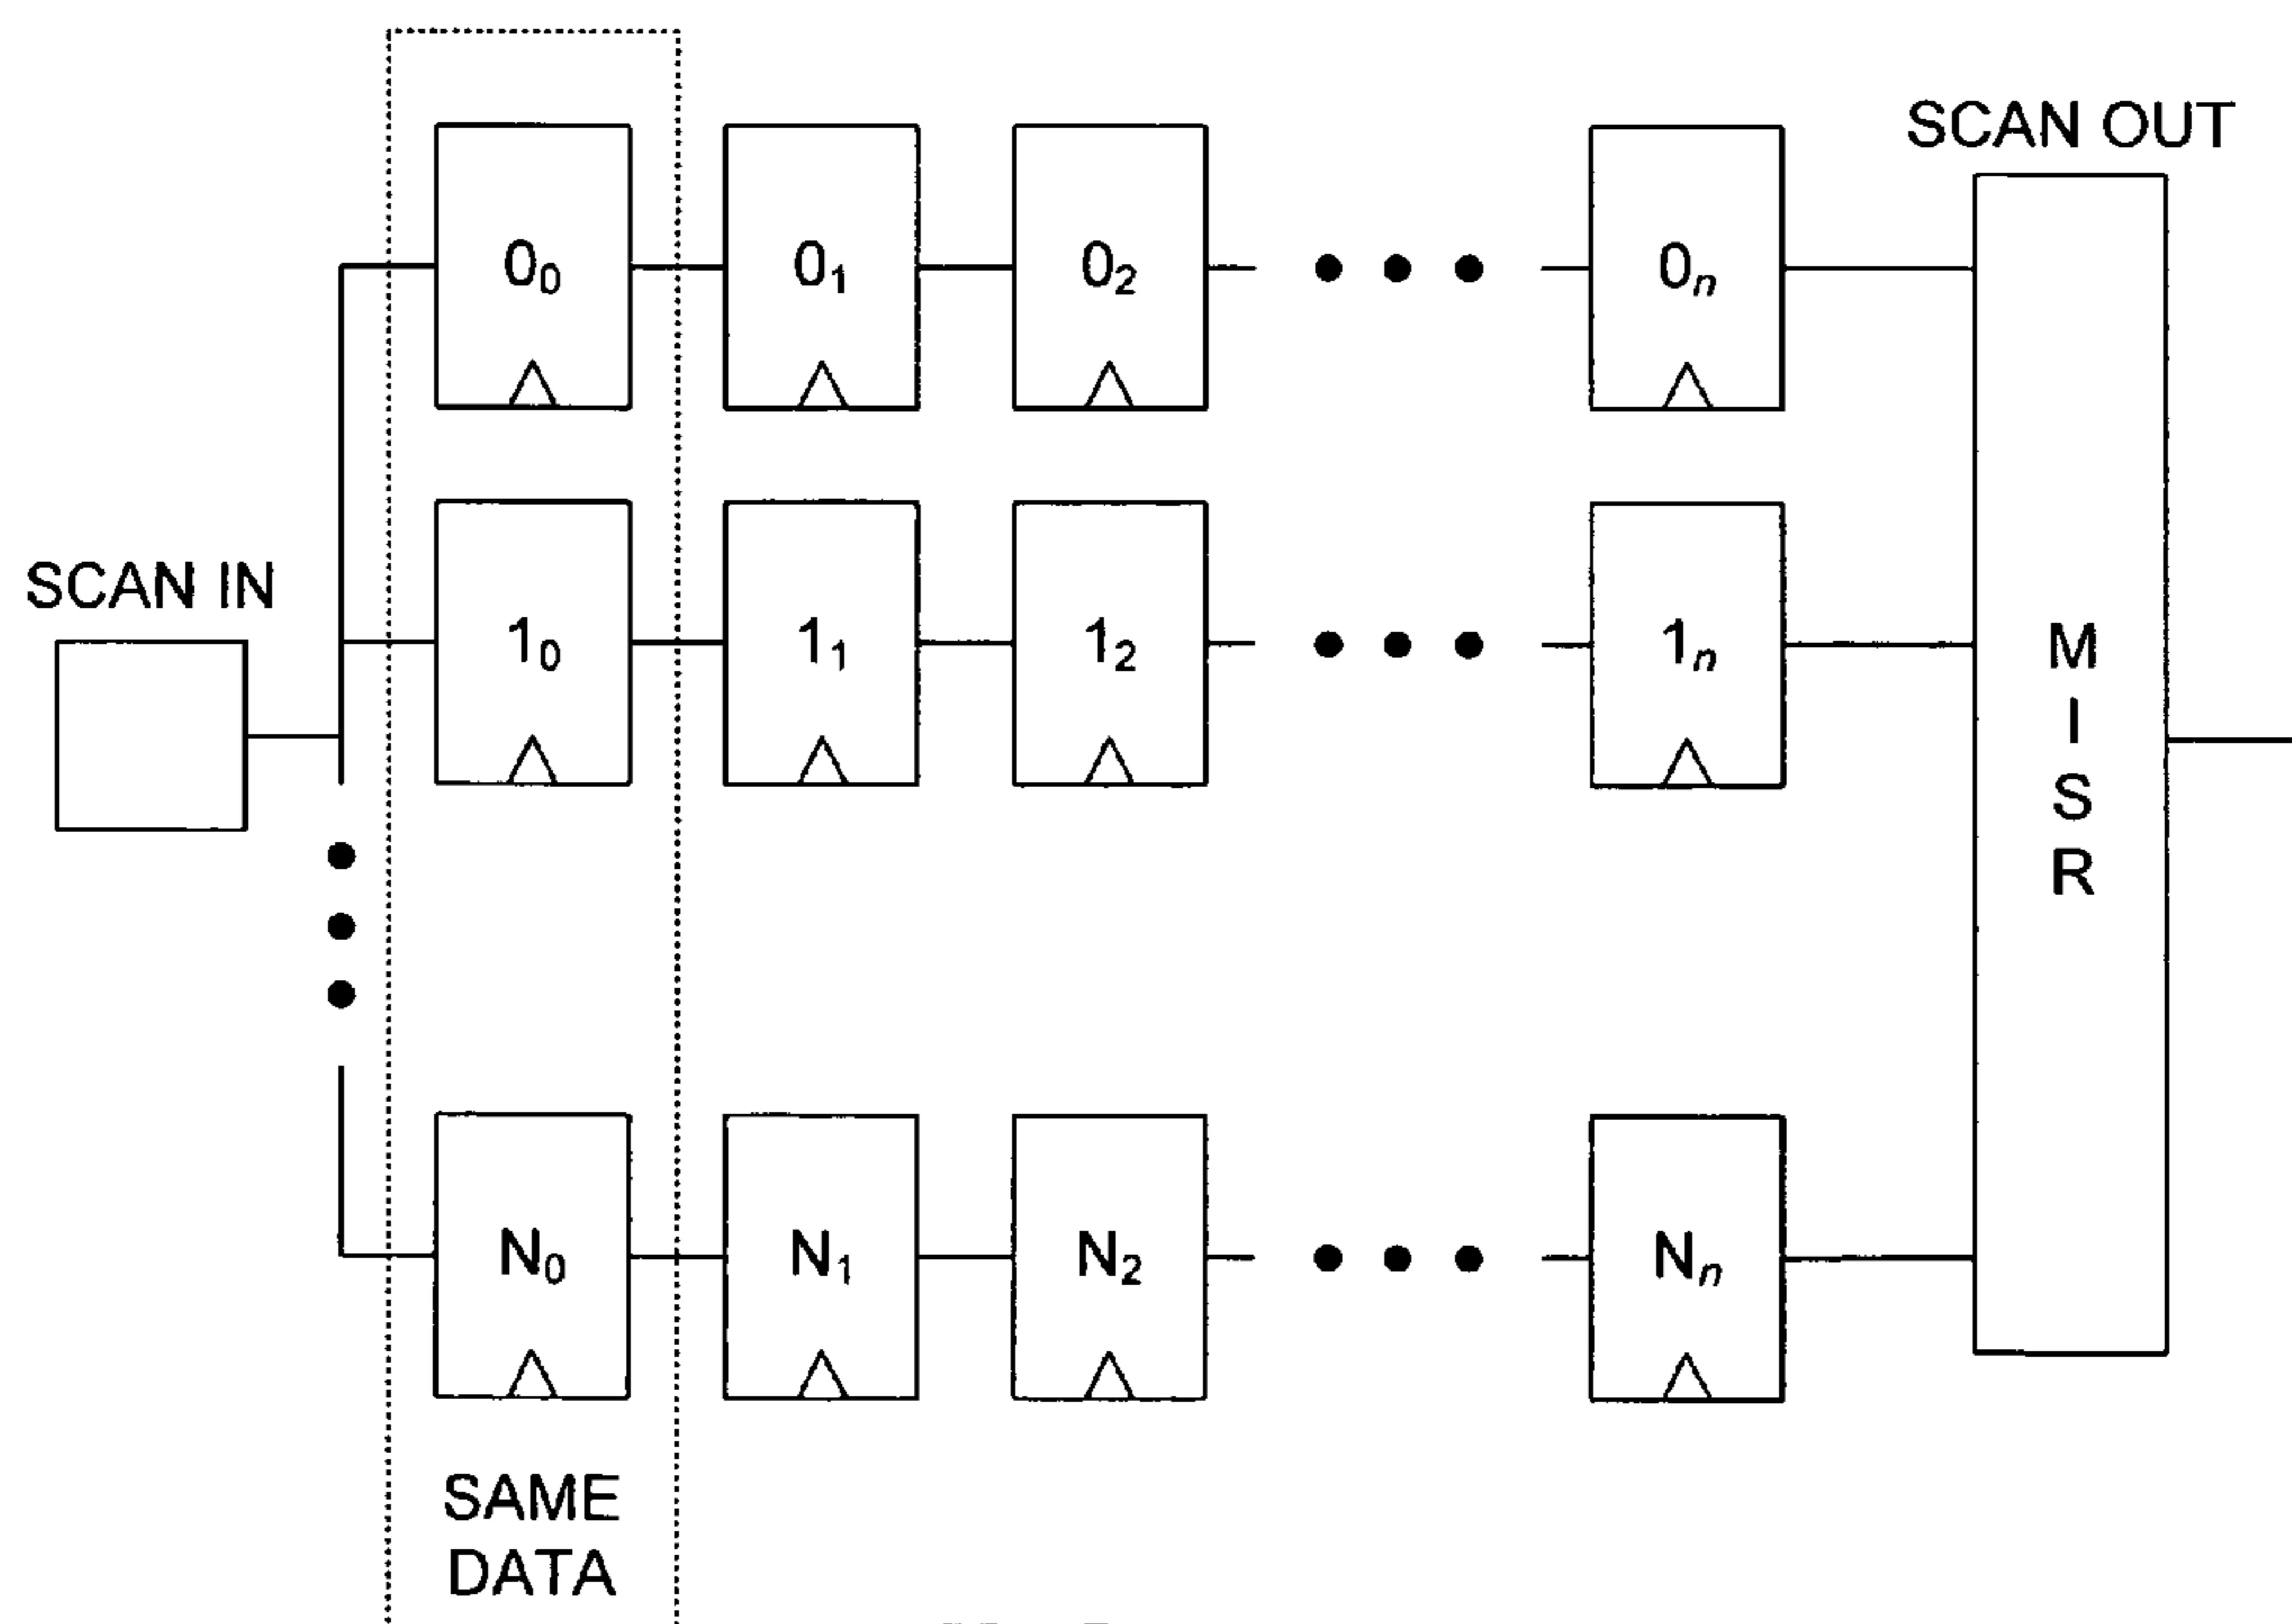 SCAN OUT
0₀ 0₁ 0₂ 0ₙ
SCAN IN
1₀ 1₁ 1₂ 1ₙ
M
I
S
R
N₀ N₁ N₂ Nₙ
SAME
DATA